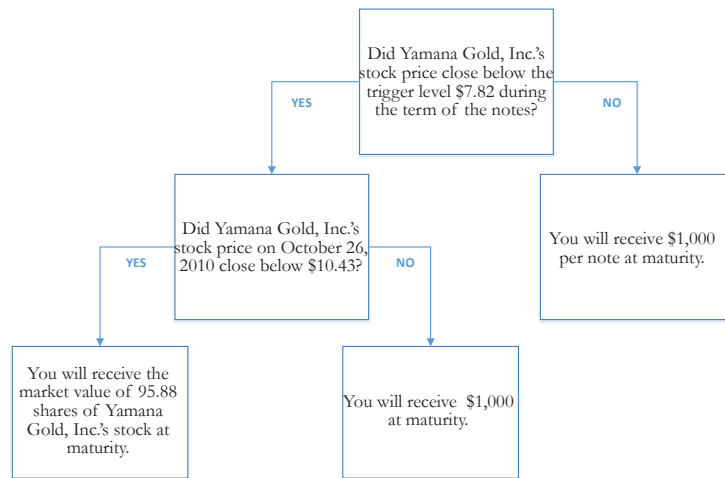 Did Yamana Gold, Inc.'s
stock price close below the
trigger level $7.82 during
the term of the notes?
YES
NO
Did Yamana Gold, Inc.'s
stock price on October 26,
2010 close below $10.43?
You will receive $1,000
per note at maturity.
YES
NO
You will receive the
market value of 95.88
shares of Yamana
Gold, Inc.'s stock at
maturity.
You will receive $1,000
at maturity.